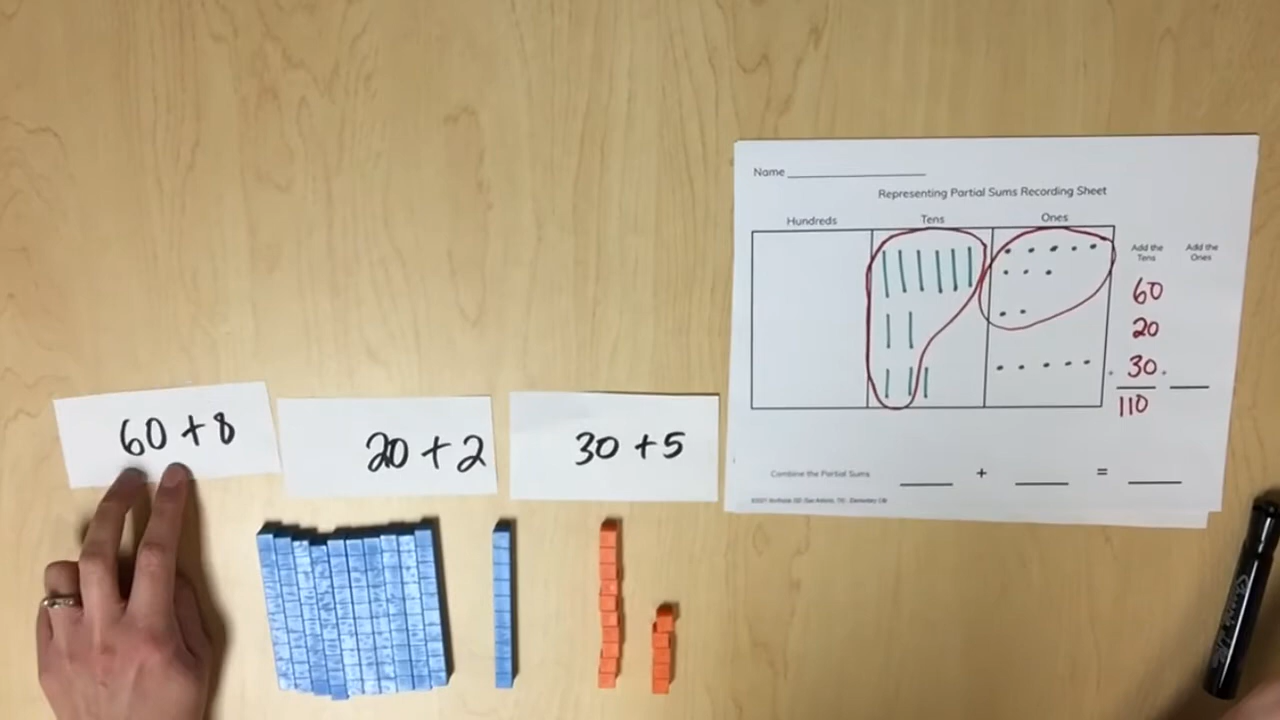 60 + 8
20 + 2
30 + 5
Name
Representing Partial Sums Recording Sheet
Hundreds Tens Ones
Add the Tens
Add the Ones
60
20
30
110
Combine the Partial Sums + =